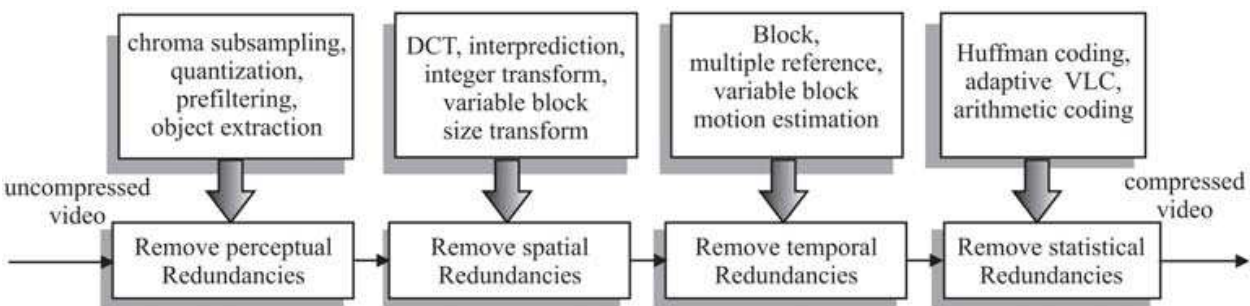 chroma subsampling,
quantization,
prefiltering,
object extraction
DCT, interprediction,
integer transform,
variable block
size transform
Block,
multiple reference,
variable block
motion estimation
Huffman coding,
adaptive VLC,
arithmetic coding
uncompressed
video
Remove perceptual
Redundancies
Remove spatial
Redundancies
Remove temporal
Redundancies
Remove statistical
Redundancies
compressed
video